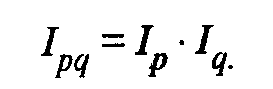 I_{pq} = I_p · I_q.